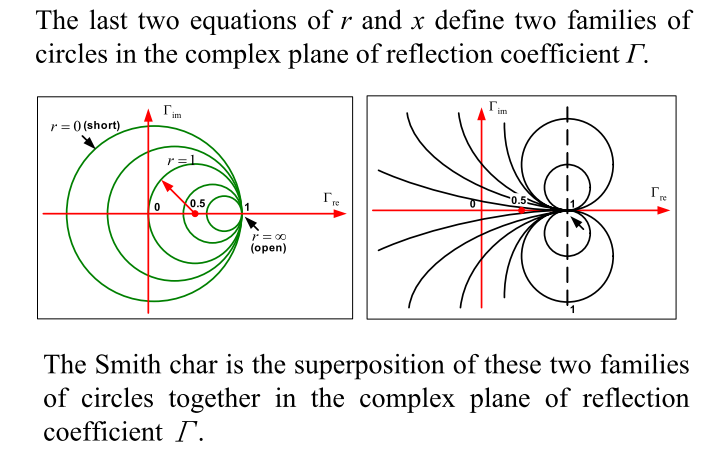 The last two equations of r and x define two families of
circles in the complex plane of reflection coefficient Γ.
Γim
r = 0 (short)
r = 1
Γre
0
0.5
1
r = ∞
(open)
Γim
Γre
0
0.5
1
1
The Smith char is the superposition of these two families
of circles together in the complex plane of reflection
coefficient Γ.